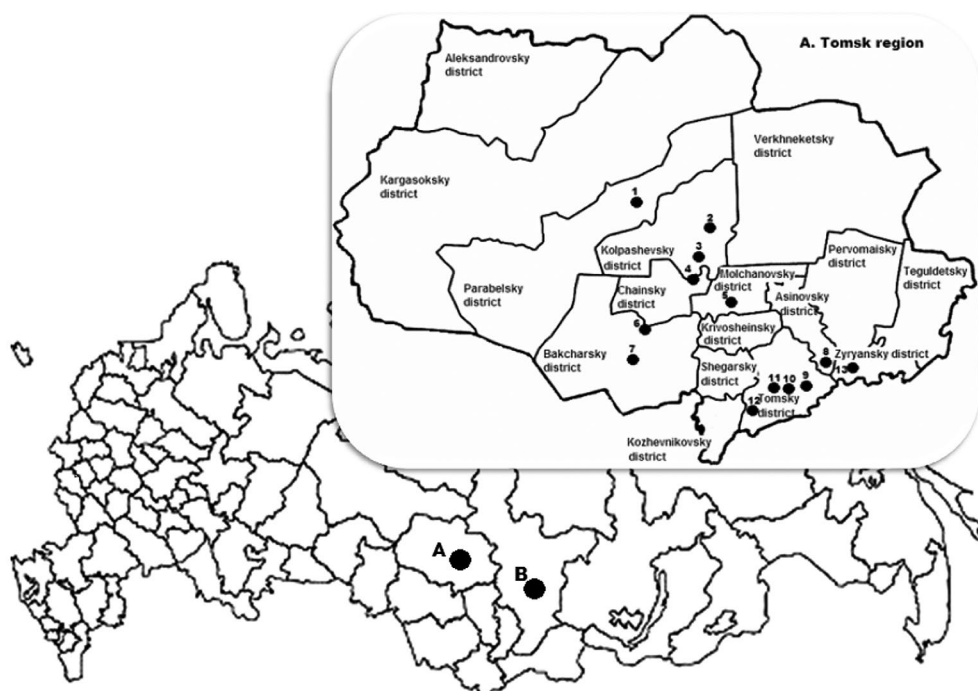 A. Tomsk region
Aleksandrovsky
district
Verkhneketsky
district
Kargasoksky
district
1
2
Kolpashevsky
district
3
4
Pervomaisky
district
Teguldetsky
district
Parabelsky
district
Chainsky
district
Molchanovsky
district
5
Asinovsky
district
6
Krivosheinsky
district
Bakcharsky
district
7
Zyryansky district
8
13
Shegarsky
district
11
10
9
12
Tomsky
district
Kozhevnikovsky
district
A
B